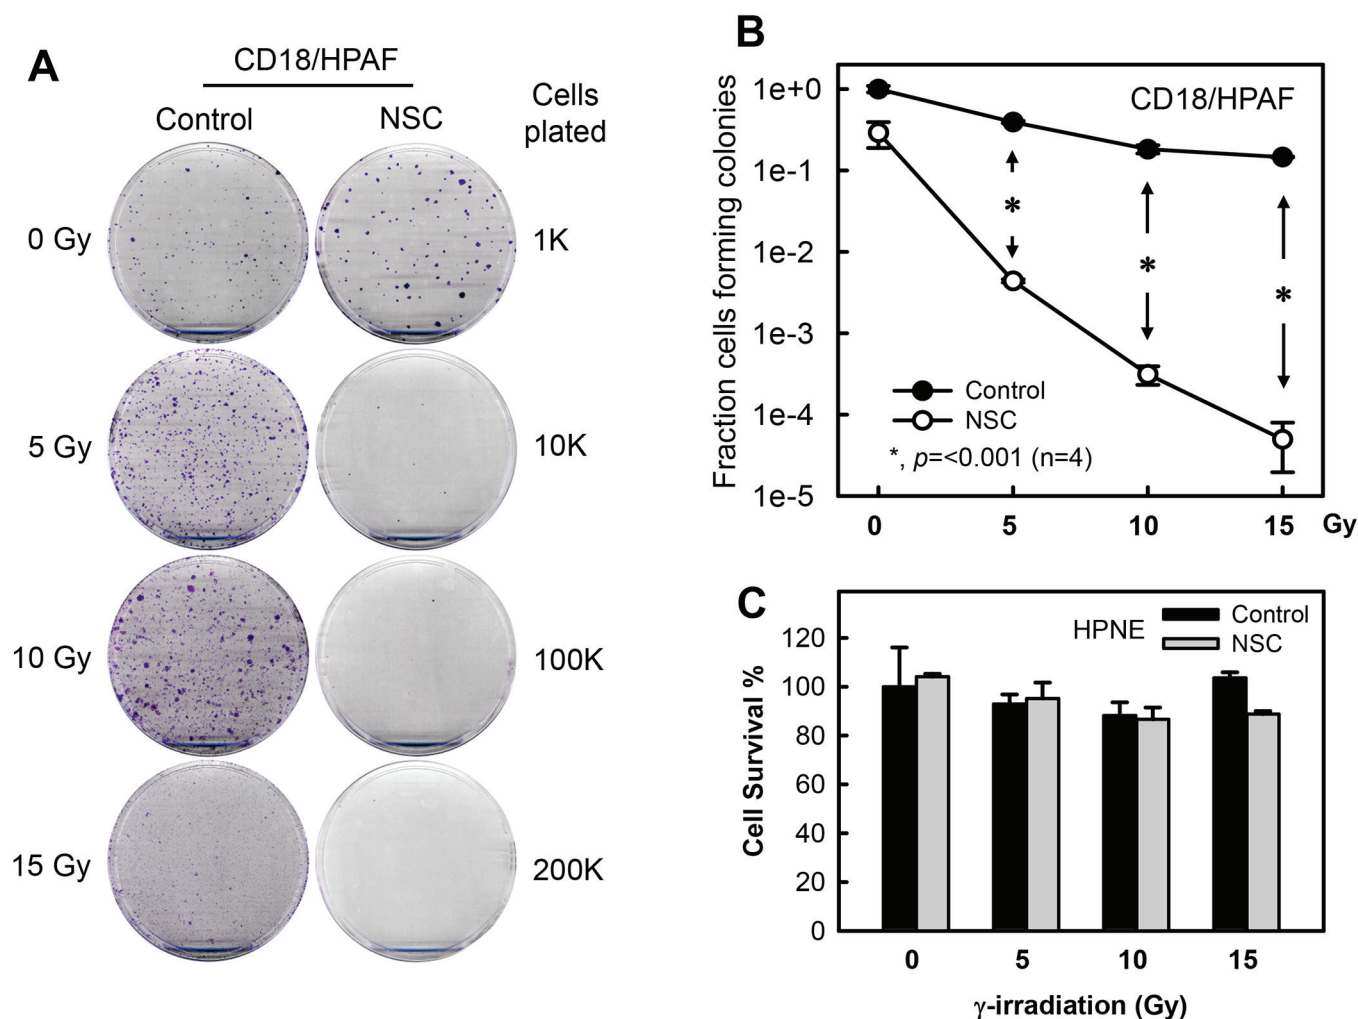 A
CD18/HPAF
Control
NSC
Cells
plated
0 Gy
1K
5 Gy
10K
10 Gy
100K
15 Gy
200K
B
Fraction cells forming colonies
1e+0
1e-1
1e-2
1e-3
1e-4
1e-5
CD18/HPAF
Control
NSC
*
*
*
*, p=<0.001 (n=4)
0
5
10
15
Gy
C
Cell Survival %
120
100
80
60
40
20
0
HPNE
Control
NSC
0
5
10
15
γ-irradiation (Gy)